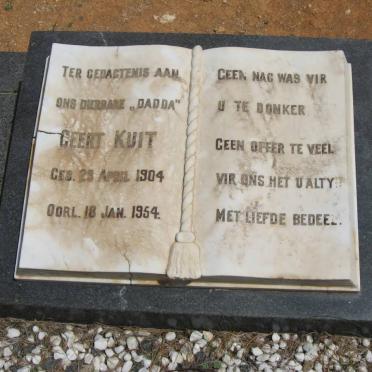 TER GEDAGTENIS AAN
ONS DIERBARE „DADDA"
GEERT KUIT
GEB. 29 APRIL 1904
OORL. 18 JAN. 1954.
GEEN NAG WAS VIR
U TE DONKER
GEEN OFFER TE VEEL
VIR ONS HET U ALTYD
MET LIEFDE BEDEEL.